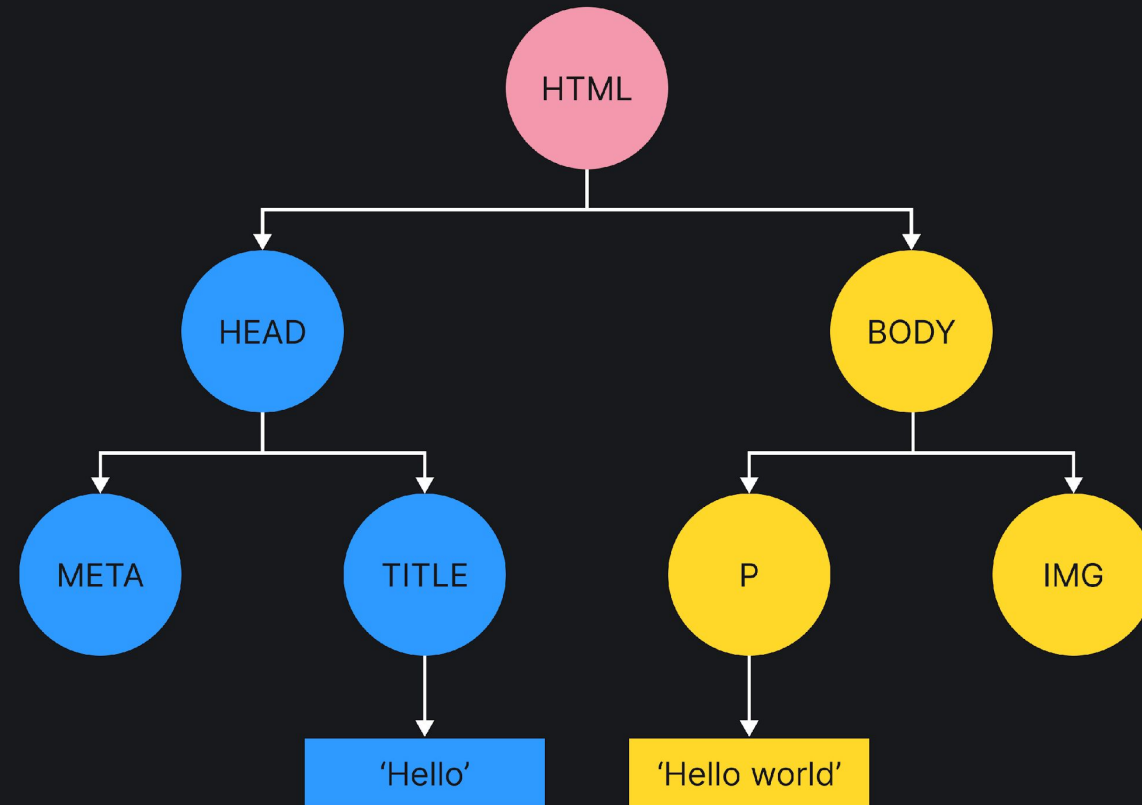 HTML
HEAD
BODY
META
TITLE
P
IMG
‘Hello’
‘Hello world’